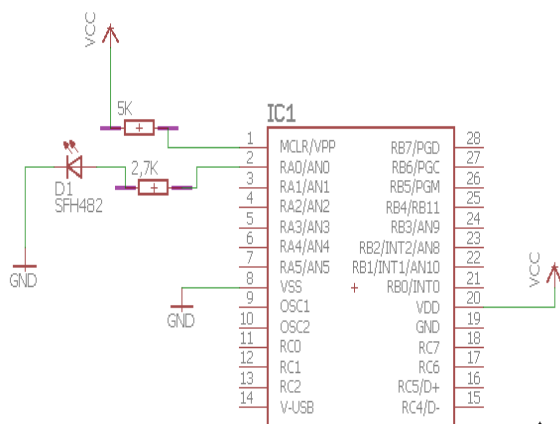 VCC
5K
IC1
2,7K
D1
SFH482
GND
GND
VCC
1 MCLR/VPP RB7/PGD 28
2 RA0/AN0 RB6/PGC 27
3 RA1/AN1 RB5/PGM 26
4 RA2/AN2 RB4/RB11 25
5 RA3/AN3 RB3/AN9 24
6 RA4/AN4 RB2/INT2/AN8 23
7 RA5/AN5 RB1/INT1/AN10 22
8 VSS RB0/INT0 21
9 OSC1 VDD 20
10 OSC2 GND 19
11 RC0 RC7 18
12 RC1 RC6 17
13 RC2 RC5/D+ 16
14 V-USB RC4/D- 15